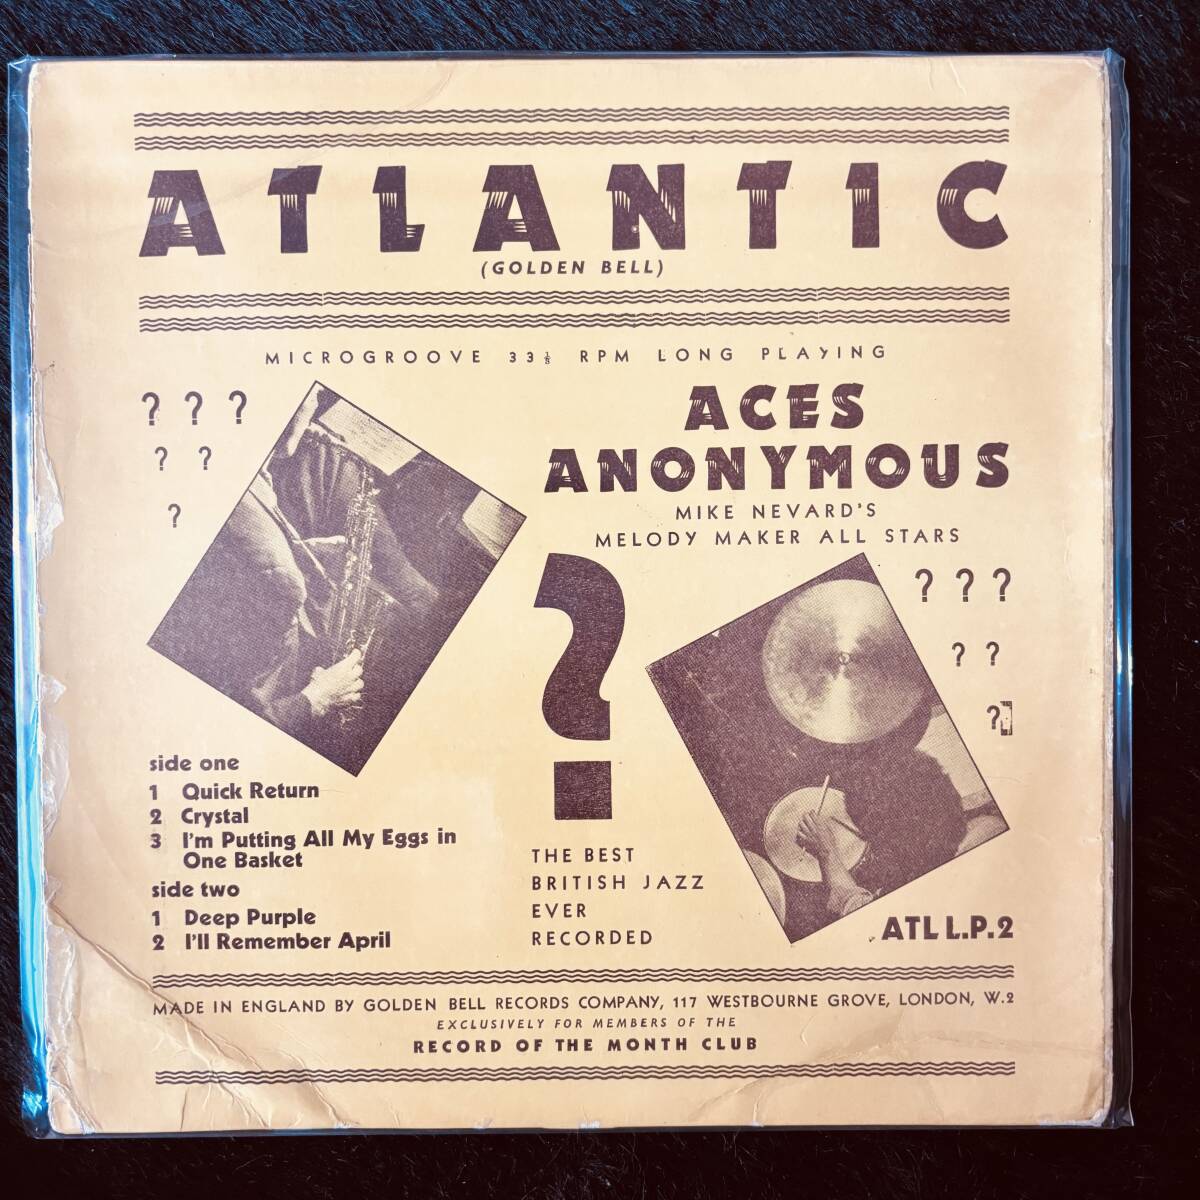 ATLANTIC
(GOLDEN BELL)
MICROGROOVE 33⅓ RPM LONG PLAYING
? ? ?
? ?
?
ACES
ANONYMOUS
MIKE NEVARD'S
MELODY MAKER ALL STARS
?
? ? ?
? ?
?
side one
1 Quick Return
2 Crystal
3 I'm Putting All My Eggs in
One Basket
side two
1 Deep Purple
2 I'll Remember April
THE BEST
BRITISH JAZZ
EVER
RECORDED
ATL L.P.2
MADE IN ENGLAND BY GOLDEN BELL RECORDS COMPANY, 117 WESTBOURNE GROVE, LONDON, W.2
EXCLUSIVELY FOR MEMBERS OF THE
RECORD OF THE MONTH CLUB